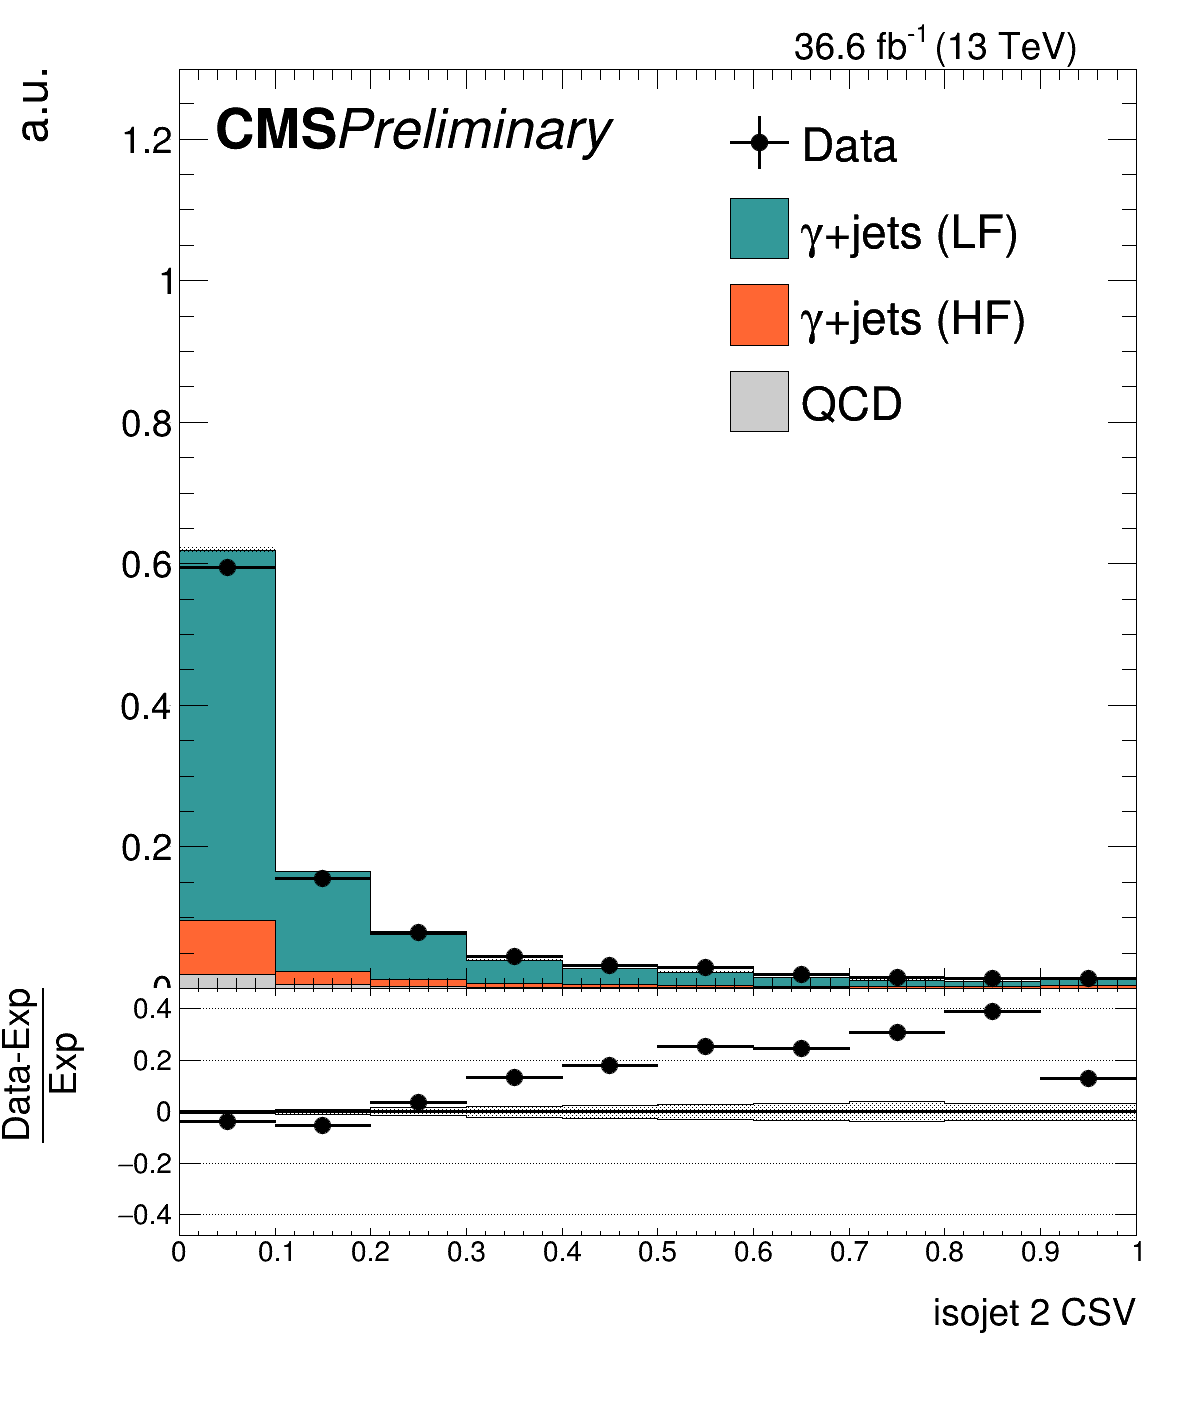 36.6 fb-1 (13 TeV)
a.u.
CMSPreliminary
Data
γ+jets (LF)
γ+jets (HF)
QCD
1.2
1
0.8
0.6
0.4
0.2
0
Data-Exp
Exp
0.4
0.2
0
−0.2
−0.4
0 0.1 0.2 0.3 0.4 0.5 0.6 0.7 0.8 0.9 1
isojet 2 CSV